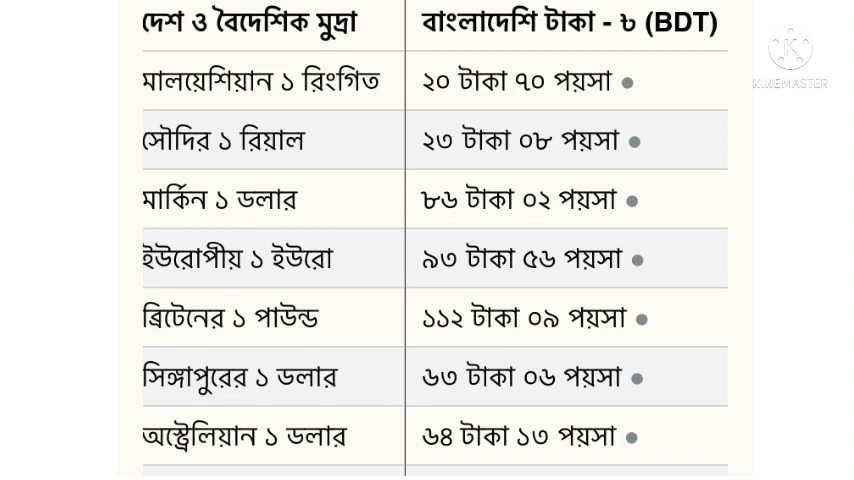 দেশ ও বৈদেশিক মুদ্রা বাংলাদেশি টাকা - ৳ (BDT)
মালয়েশিয়ান ১ রিংগিত ২০ টাকা ৭০ পয়সা
সৌদির ১ রিয়াল ২৩ টাকা ০৮ পয়সা
মার্কিন ১ ডলার ৮৬ টাকা ০২ পয়সা
ইউরোপীয় ১ ইউরো ৯৩ টাকা ৫৬ পয়সা
ব্রিটেনের ১ পাউন্ড ১১২ টাকা ০৯ পয়সা
সিঙ্গাপুরের ১ ডলার ৬৩ টাকা ০৬ পয়সা
অস্ট্রেলিয়ান ১ ডলার ৬৪ টাকা ১৩ পয়সা
K
KINEMASTER